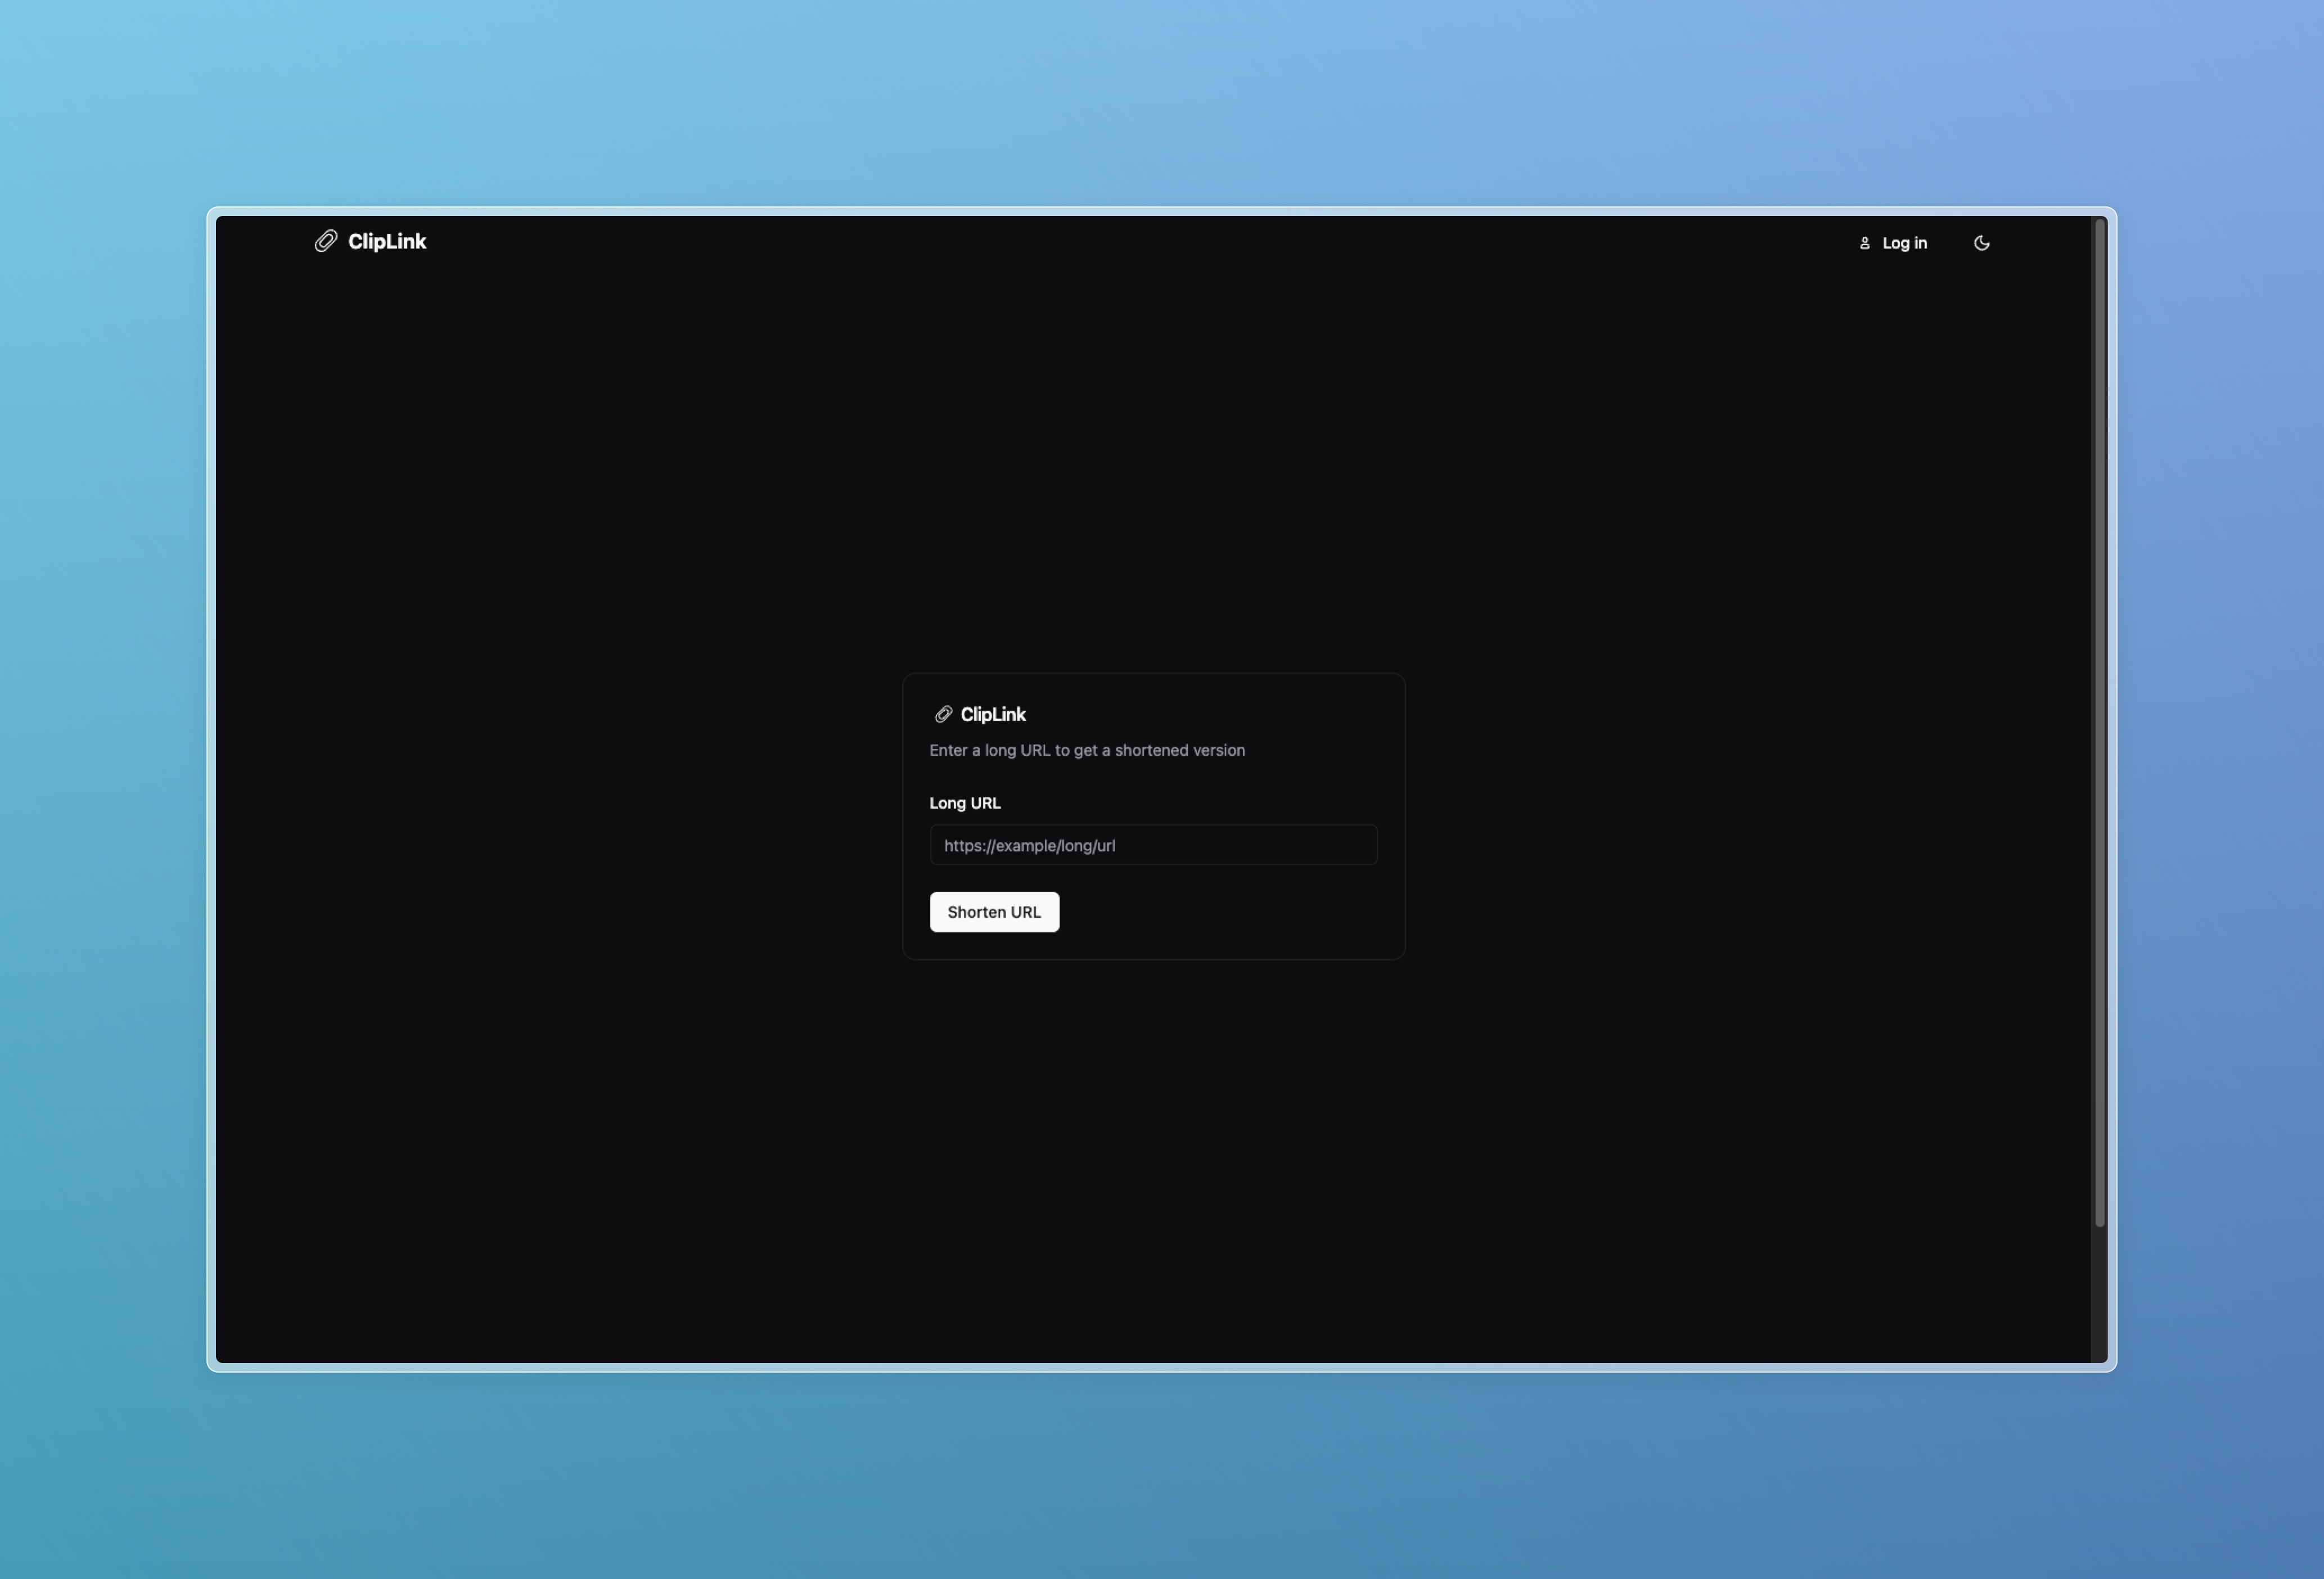 ClipLink
Log in
ClipLink
Enter a long URL to get a shortened version
Long URL
https://example/long/url
Shorten URL